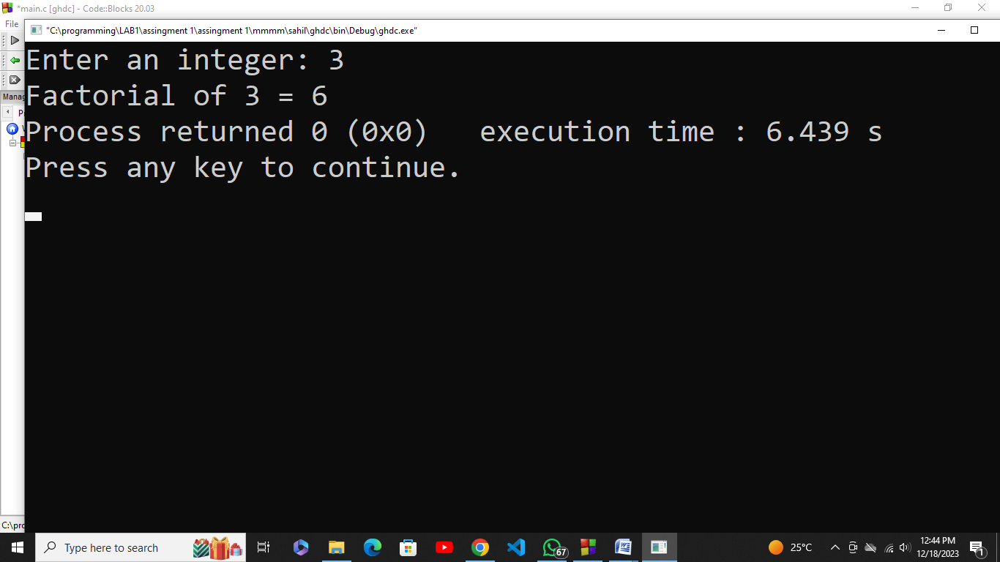 *main.c [ghdc] - Code::Blocks 20.03
File
"C:\programming\LAB1\assingment 1\assingment 1\mmmm\sahil\ghdc\bin\Debug\ghdc.exe"
Enter an integer: 3
Factorial of 3 = 6
Manag
Process returned 0 (0x0)   execution time : 6.439 s
Press any key to continue.
C:\pro
Type here to search
67
25°C
12:44 PM
12/18/2023
1